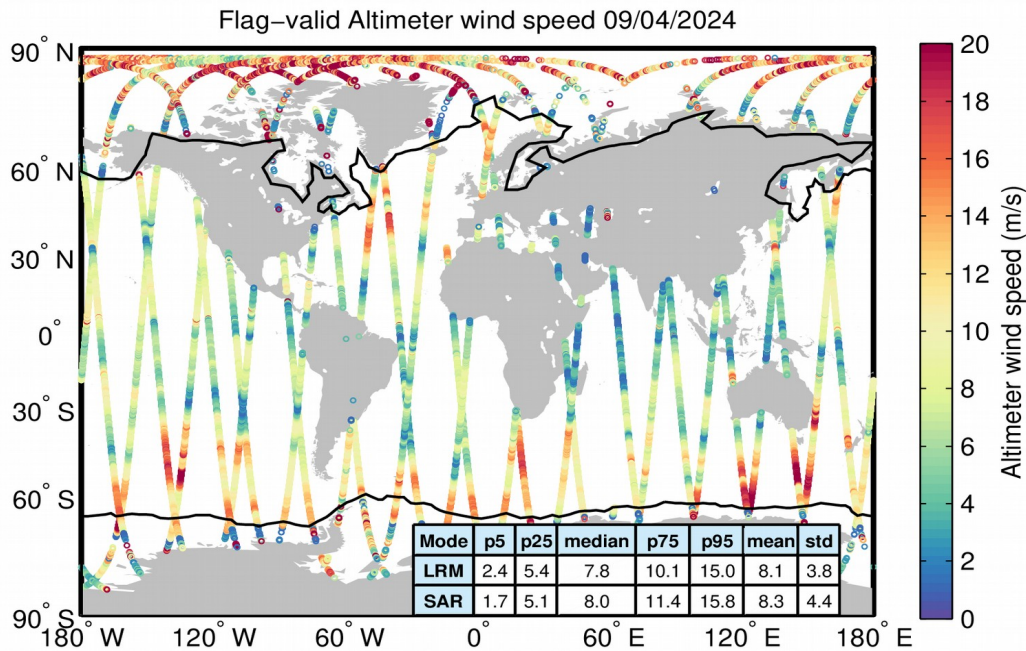 Flag−valid Altimeter wind speed 09/04/2024
90° N
60° N
30° N
0°
30° S
60° S
90° S
180° W 120° W 60° W 0° 60° E 120° E 180° E
Mode p5 p25 median p75 p95 mean std
LRM 2.4 5.4 7.8 10.1 15.0 8.1 3.8
SAR 1.7 5.1 8.0 11.4 15.8 8.3 4.4
20
18
16
14
12
10
8
6
4
2
0
Altimeter wind speed (m/s)